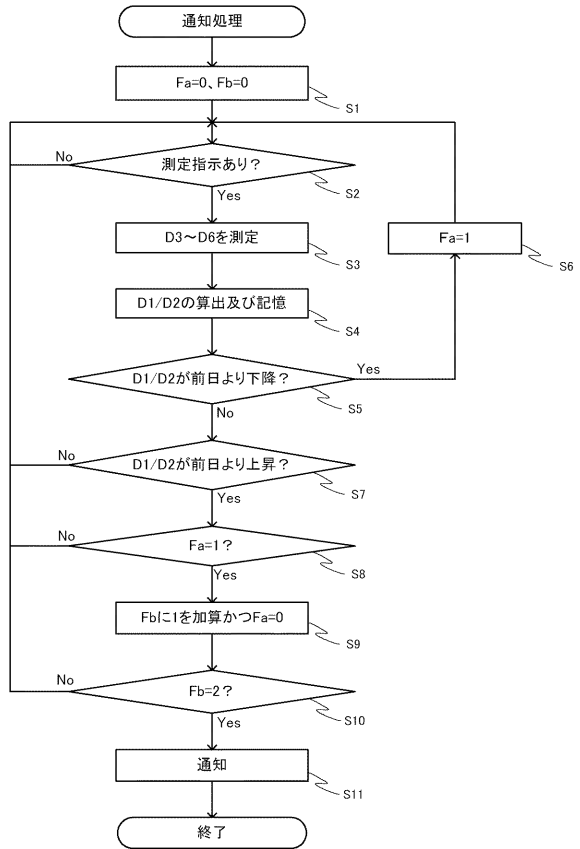 通知処理
Fa=0、Fb=0
S1
測定指示あり?
No
S2
Yes
D3～D6を測定
S3
Fa=1
S6
D1/D2の算出及び記憶
S4
D1/D2が前日より下降?
Yes
S5
No
D1/D2が前日より上昇?
No
S7
Yes
Fa=1?
No
S8
Yes
Fbに1を加算かつFa=0
S9
Fb=2?
No
S10
Yes
通知
S11
終了